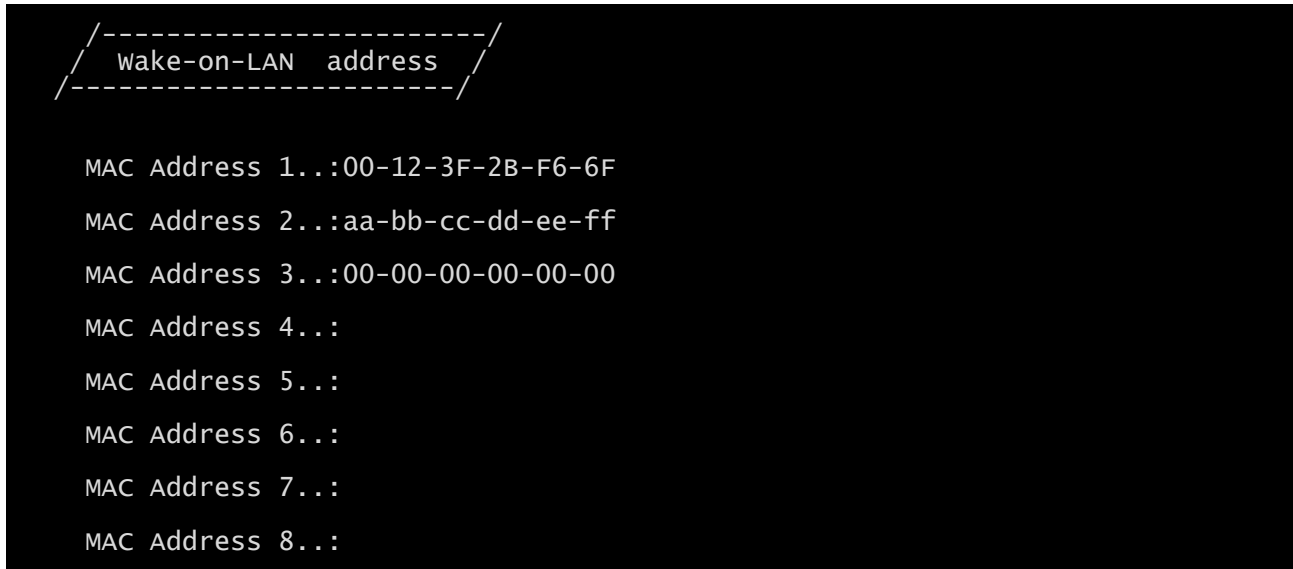 /------------------------/
/  Wake-on-LAN  address  /
/------------------------/
MAC Address 1..:00-12-3F-2B-F6-6F
MAC Address 2..:aa-bb-cc-dd-ee-ff
MAC Address 3..:00-00-00-00-00-00
MAC Address 4..:
MAC Address 5..:
MAC Address 6..:
MAC Address 7..:
MAC Address 8..: